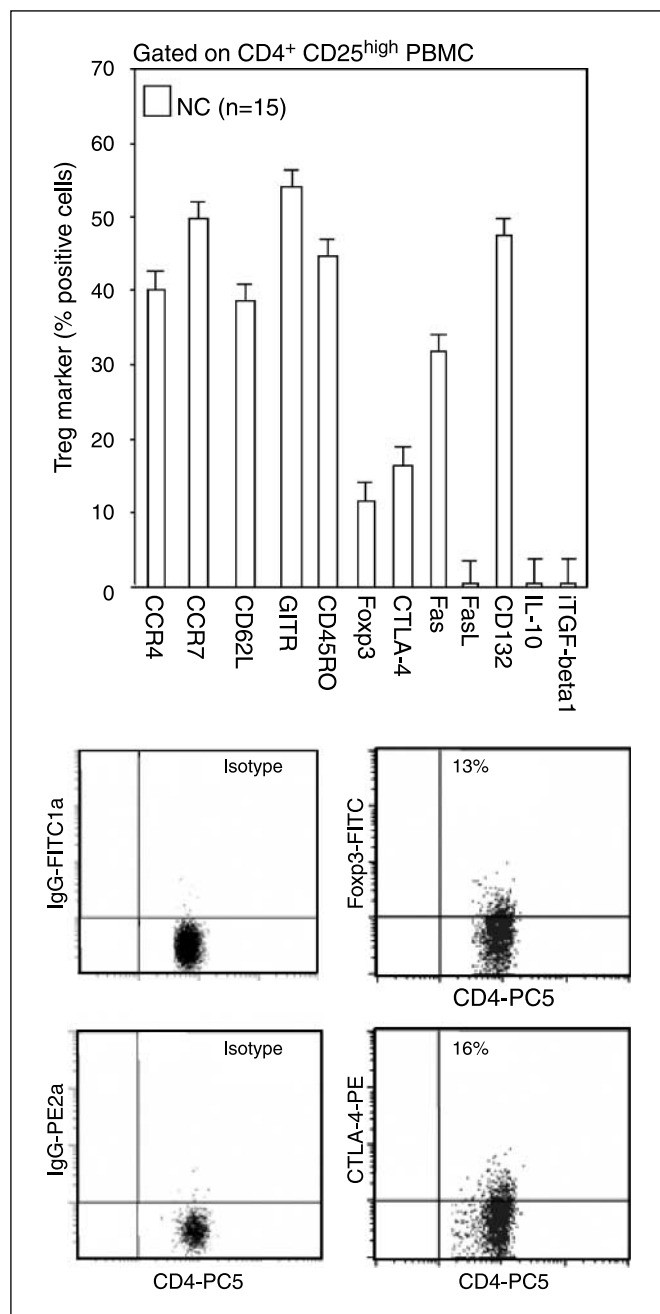 Gated on CD4+ CD25high PBMC
NC (n=15)
Treg marker (% positive cells)
70
60
50
40
30
20
10
0
CCR4
CCR7
CD62L
GITR
CD45RO
Foxp3
CTLA-4
Fas
FasL
CD132
IL-10
iTGF-beta1
Isotype
IgG-FITC1a
13%
Foxp3-FITC
CD4-PC5
Isotype
IgG-PE2a
CD4-PC5
16%
CTLA-4-PE
CD4-PC5